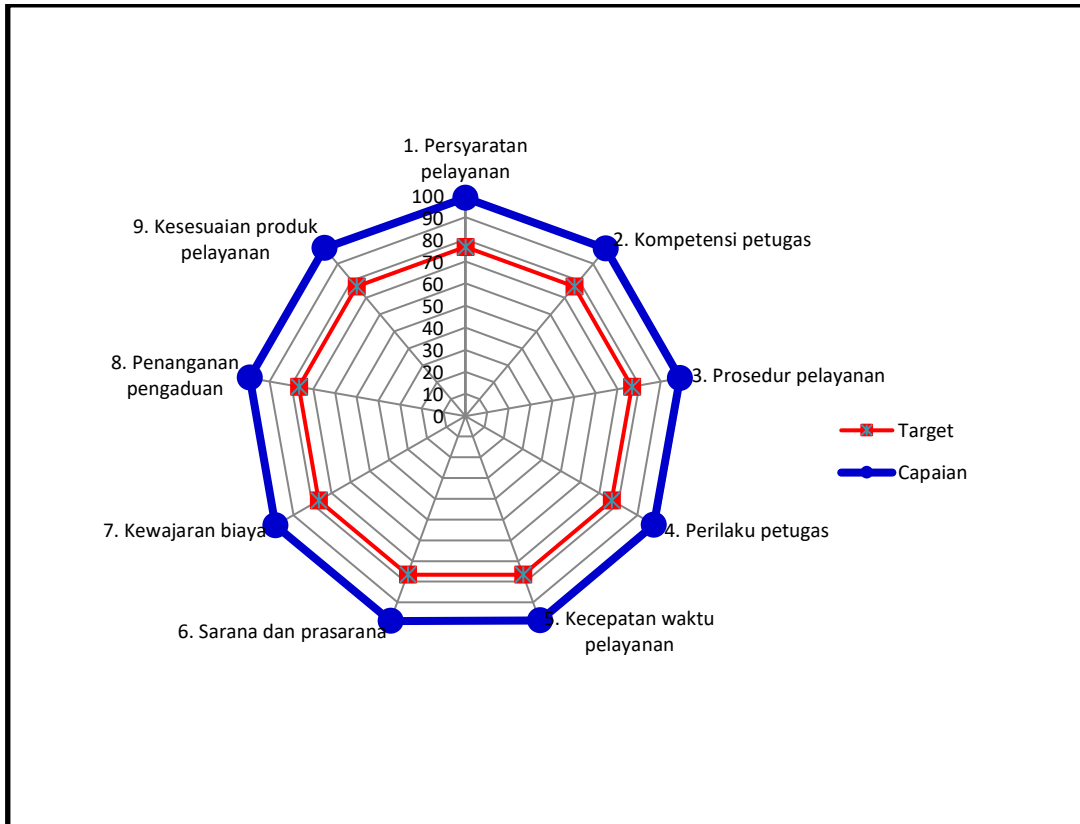 1. Persyaratan
pelayanan
100
90
80
70
60
50
40
30
20
10
0
2. Kompetensi petugas
3. Prosedur pelayanan
4. Perilaku petugas
5. Kecepatan waktu
pelayanan
6. Sarana dan prasarana
7. Kewajaran biaya
8. Penanganan
pengaduan
9. Kesesuaian produk
pelayanan
Target
Capaian